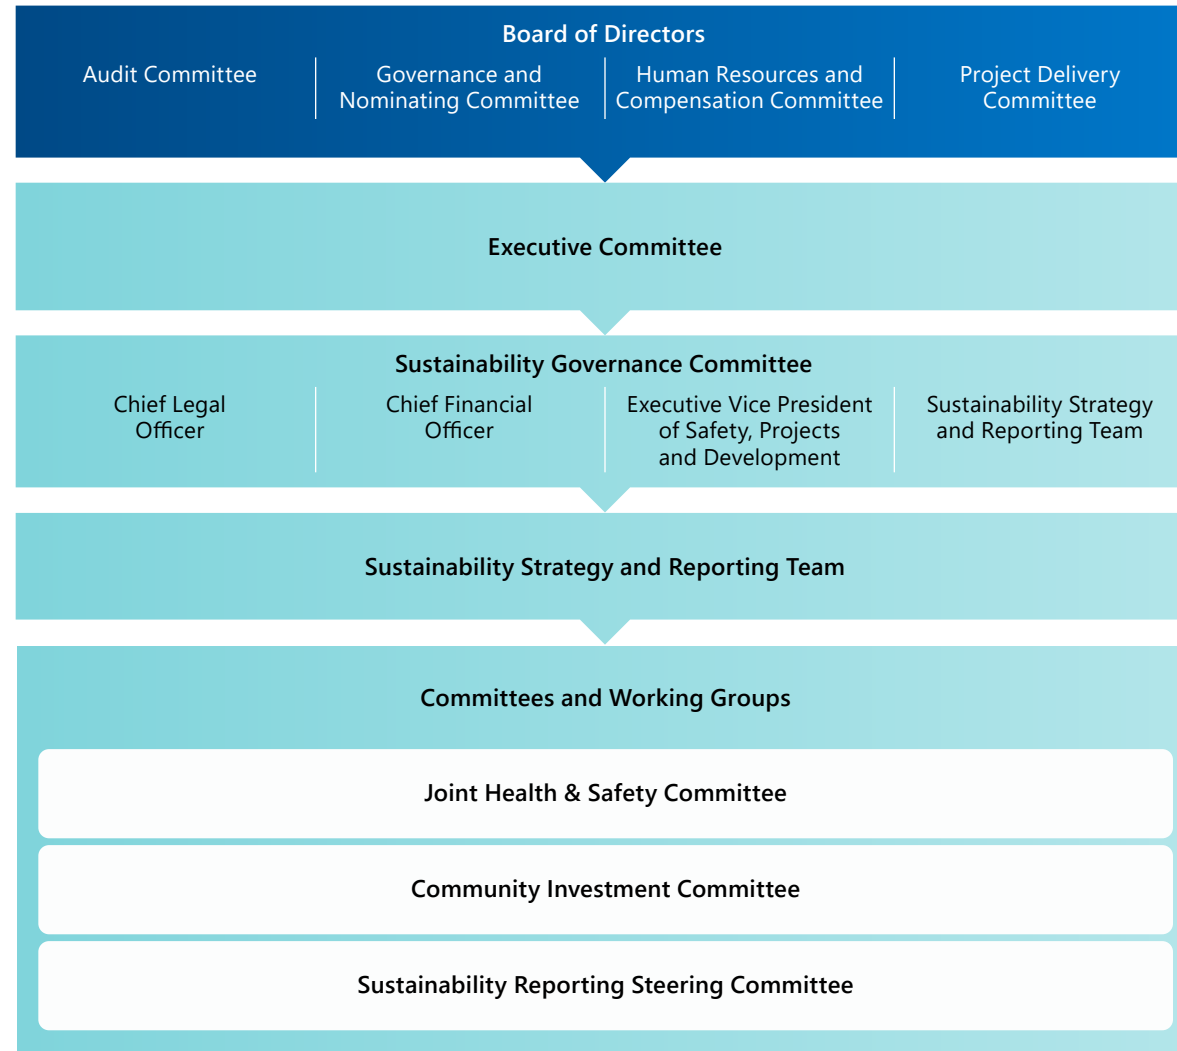 Board of Directors
Audit Committee
Governance and
Nominating Committee
Human Resources and
Compensation Committee
Project Delivery
Committee
Executive Committee
Sustainability Governance Committee
Chief Legal
Officer
Chief Financial
Officer
Executive Vice President
of Safety, Projects
and Development
Sustainability Strategy
and Reporting Team
Sustainability Strategy and Reporting Team
Committees and Working Groups
Joint Health & Safety Committee
Community Investment Committee
Sustainability Reporting Steering Committee